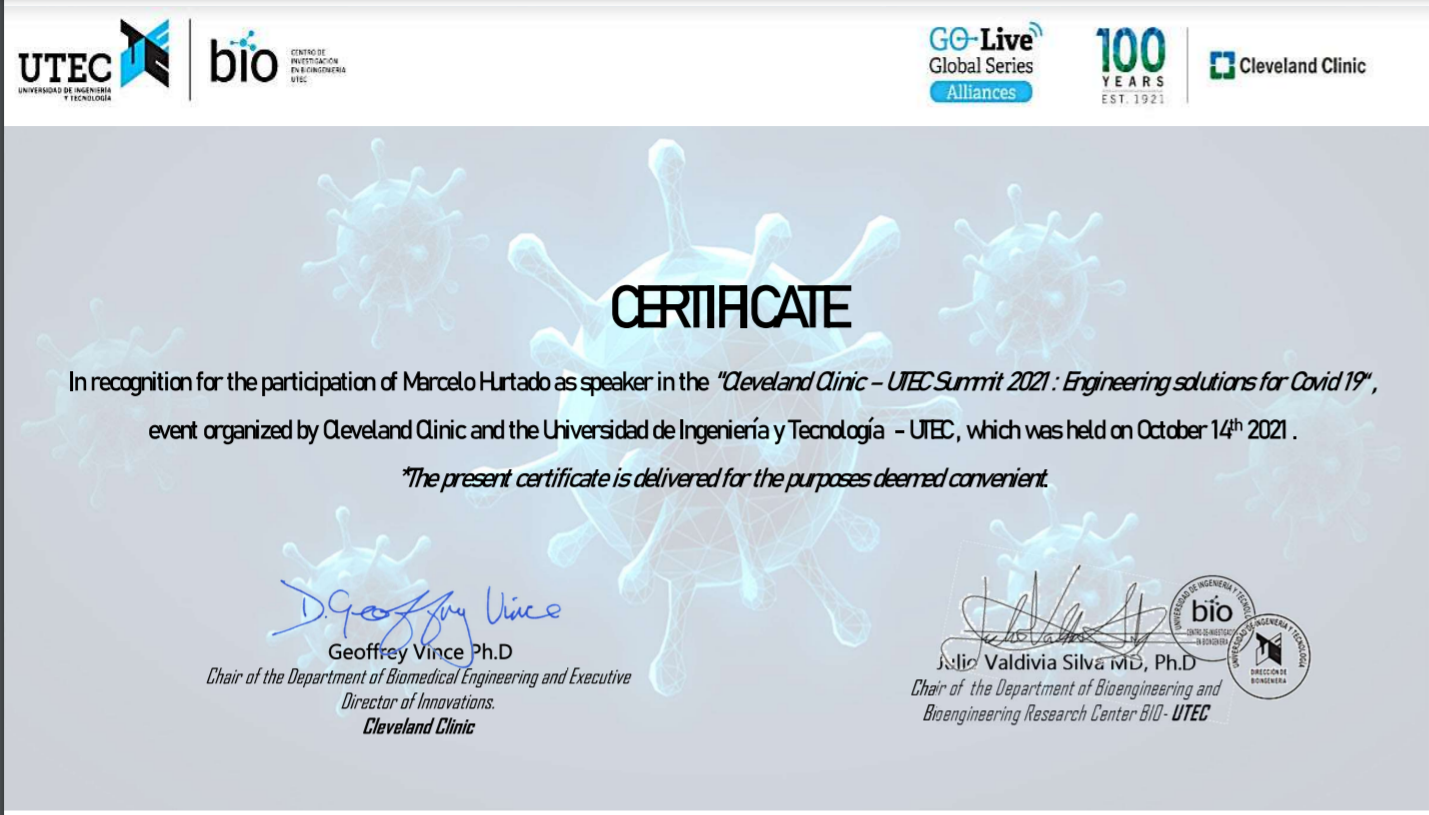 UTEC
UNIVERSIDAD DE INGENIERÍA
Y TECNOLOGÍA
bio
CENTRO DE
INVESTIGACIÓN
EN BIOINGENIERÍA
UTEC
GO-Live
Global Series
Alliances
100
YEARS
EST. 1921
Cleveland Clinic
CERTIFICATE
In recognition for the participation of Marcelo Hurtado as speaker in the "Cleveland Clinic – UTEC Summit 2021 : Engineering solutions for Covid 19",
event organized by Cleveland Clinic and the Universidad de Ingeniería y Tecnología – UTEC, which was held on October 14th 2021 .
*The present certificate is delivered for the purposes deemed convenient.
D. Geoffrey Vince
Geoffrey Vince Ph.D
Chair of the Department of Biomedical Engineering and Executive
Director of Innovations.
Cleveland Clinic
Julio Valdivia Silva MD, Ph.D
Chair of the Department of Bioengineering and
Bioengineering Research Center BIO- UTEC
UNIVERSIDAD DE INGENIERÍA Y TECNOLOGÍA
bio
CENTRO DE INVESTIGACIÓN
EN BIOINGENIERÍA
UNIVERSIDAD DE INGENIERÍA Y TECNOLOGÍA
DIRECCIÓN DE
BIOINGENIERÍA